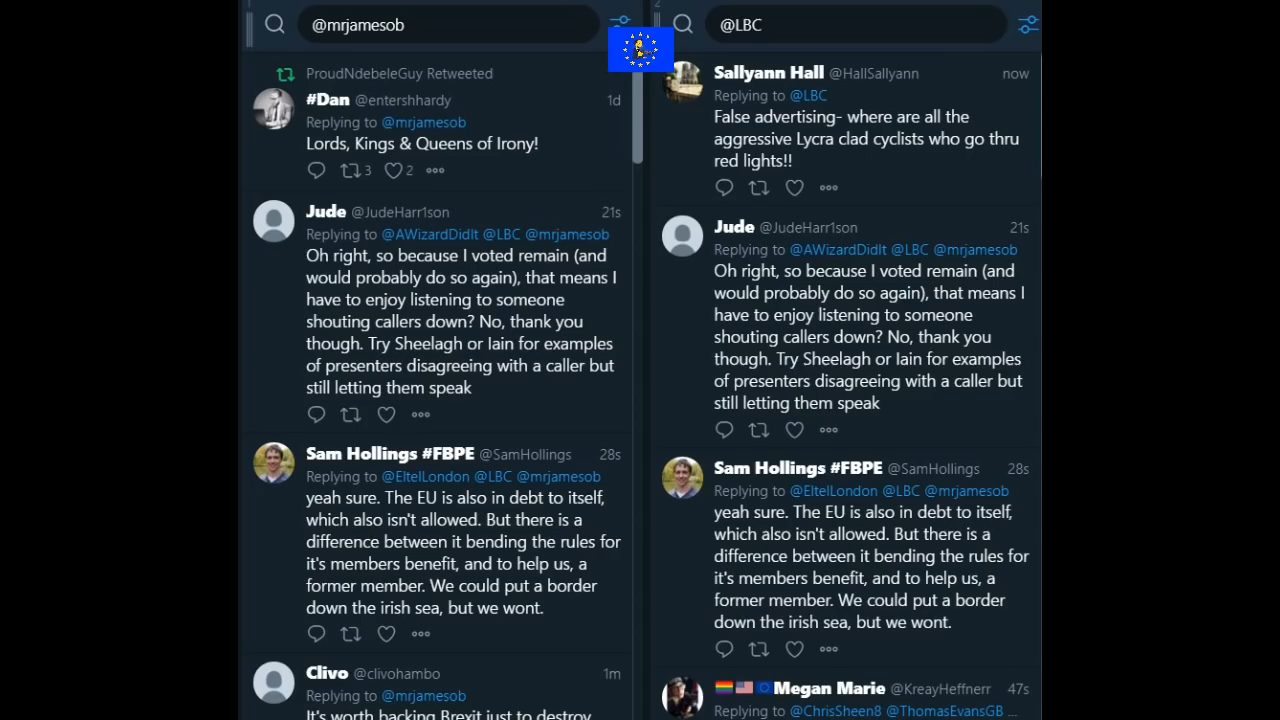 1
@mrjamesob
ProudNdebeleGuy Retweeted
#Dan @entershhardy 1d
Replying to @mrjamesob
Lords, Kings & Queens of Irony!
3 2
Jude @JudeHarr1son 21s
Replying to @AWizardDidIt @LBC @mrjamesob
Oh right, so because I voted remain (and
would probably do so again), that means I
have to enjoy listening to someone
shouting callers down? No, thank you
though. Try Sheelagh or Iain for examples
of presenters disagreeing with a caller but
still letting them speak
Sam Hollings #FBPE @SamHollings 28s
Replying to @EltelLondon @LBC @mrjamesob
yeah sure. The EU is also in debt to itself,
which also isn't allowed. But there is a
difference between it bending the rules for
it's members benefit, and to help us, a
former member. We could put a border
down the irish sea, but we wont.
Clivo @clivohambo 1m
Replying to @mrjamesob
It's worth backing Brexit just to destroy
2
@LBC
Sallyann Hall @HallSallyann now
Replying to @LBC
False advertising- where are all the
aggressive Lycra clad cyclists who go thru
red lights!!
Jude @JudeHarr1son 21s
Replying to @AWizardDidIt @LBC @mrjamesob
Oh right, so because I voted remain (and
would probably do so again), that means I
have to enjoy listening to someone
shouting callers down? No, thank you
though. Try Sheelagh or Iain for examples
of presenters disagreeing with a caller but
still letting them speak
Sam Hollings #FBPE @SamHollings 28s
Replying to @EltelLondon @LBC @mrjamesob
yeah sure. The EU is also in debt to itself,
which also isn't allowed. But there is a
difference between it bending the rules for
it's members benefit, and to help us, a
former member. We could put a border
down the irish sea, but we wont.
Megan Marie @KreayHeffnerr 47s
Replying to @ChrisSheen8 @ThomasEvansGB ...